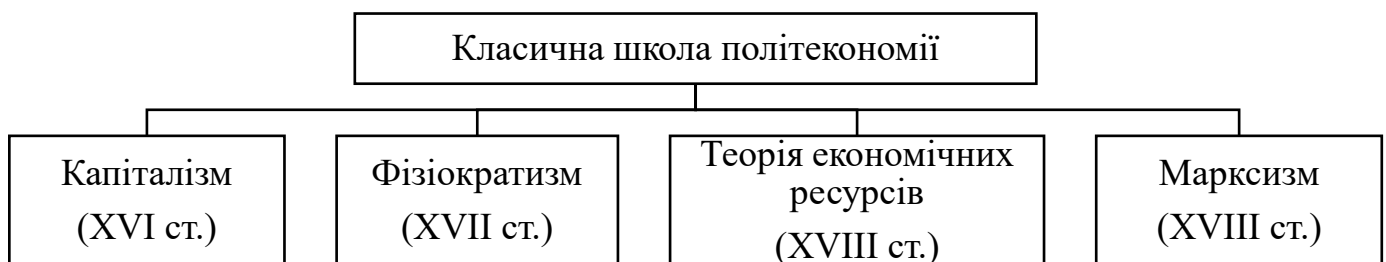 Класична школа політекономії
Капіталізм
(XVI ст.)
Фізіократизм
(XVII ст.)
Теорія економічних
ресурсів
(XVIII ст.)
Марксизм
(XVIII ст.)